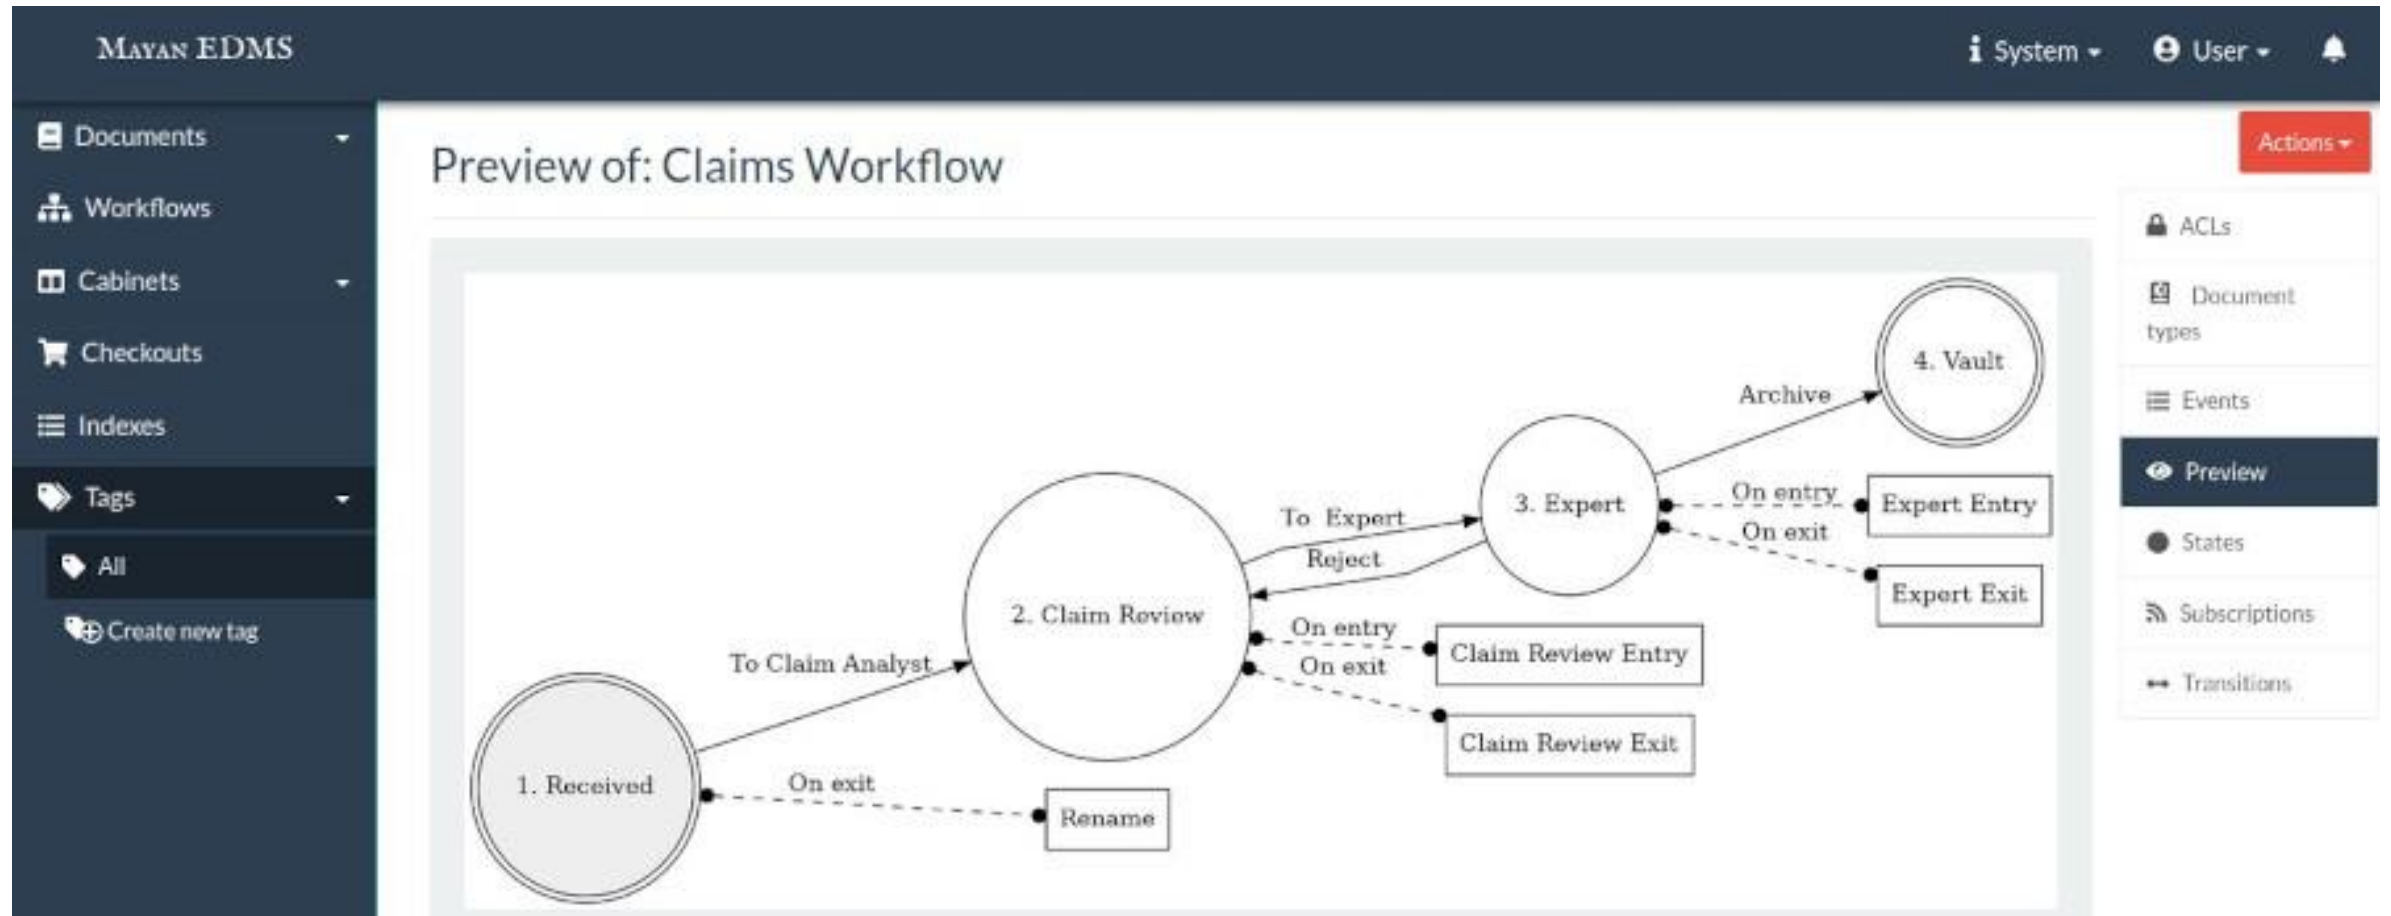 MAYAN EDMS
System
User
Documents
Workflows
Cabinets
Checkouts
Indexes
Tags
All
Create new tag
Preview of: Claims Workflow
Actions
ACLs
Document
types
Events
Preview
States
Subscriptions
Transitions
4. Vault
Archive
3. Expert
On entry
Expert Entry
On exit
Expert Exit
To Expert
Reject
2. Claim Review
On entry
Claim Review Entry
On exit
Claim Review Exit
To Claim Analyst
1. Received
On exit
Rename